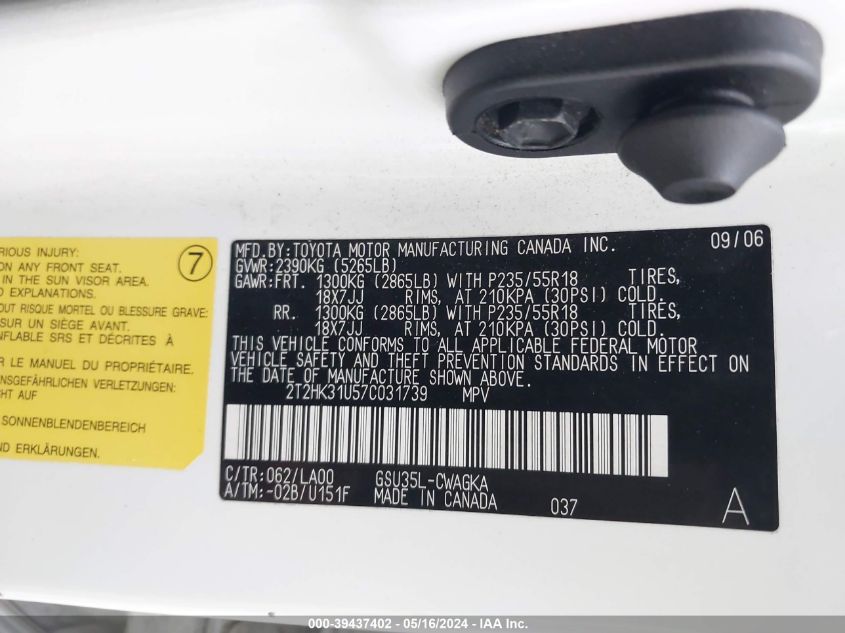 RIOUS INJURY:
ON ANY FRONT SEAT.
IN THE SUN VISOR AREA.
D EXPLANATIONS.
OUT RISQUE MORTEL OU BLESSURE GRAVE:
SUR UN SIÈGE AVANT.
NFLABLE SRS ET DÉCRITES À
R LE MANUEL DU PROPRIÉTAIRE.
NSGEFÄHRLICHEN VERLETZUNGEN:
HT AUF
SONNENBLENDENBEREICH
ND ERKLÄRUNGEN.
7
MFD.BY:TOYOTA MOTOR MANUFACTURING CANADA INC. 09/06
GVWR:2390KG (5265LB)
GAWR:FRT. 1300KG (2865LB) WITH P235/55R18 TIRES,
18X7JJ RIMS, AT 210KPA (30PSI) COLD.
RR. 1300KG (2865LB) WITH P235/55R18 TIRES,
18X7JJ RIMS, AT 210KPA (30PSI) COLD.
THIS VEHICLE CONFORMS TO ALL APPLICABLE FEDERAL MOTOR
VEHICLE SAFETY AND THEFT PREVENTION STANDARDS IN EFFECT ON
THE DATE OF MANUFACTURE SHOWN ABOVE.
2T2HK31U57C031739 MPV
C/TR:062/LA00 GSU35L-CWAGKA
A/TM:-02B/U151F MADE IN CANADA 037 A
000-39437402 - 05/16/2024 - IAA Inc.